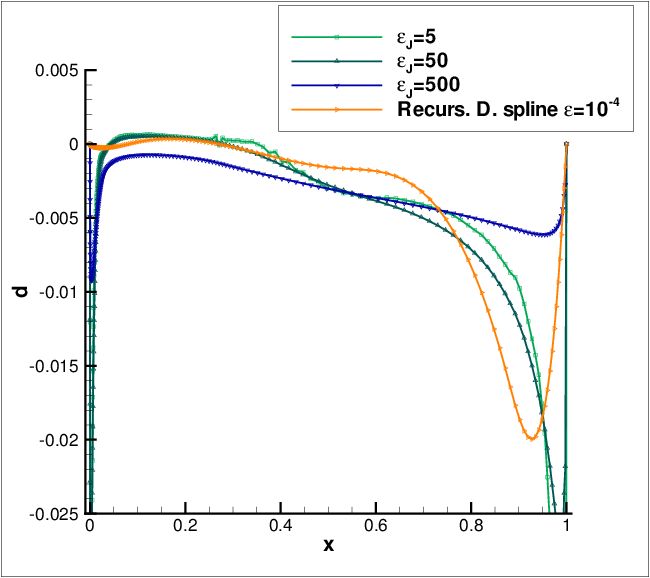 εJ=5
εJ=50
εJ=500
Recurs. D. spline ε=10-4
0.005
0
-0.005
-0.01
-0.015
-0.02
-0.025
d
0 0.2 0.4 0.6 0.8 1
x